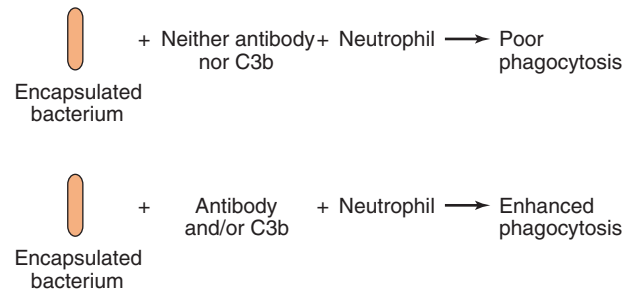 + Neither antibody + Neutrophil → Poor
nor C3b phagocytosis
Encapsulated
bacterium
+ Antibody + Neutrophil → Enhanced
and/or C3b phagocytosis
Encapsulated
bacterium